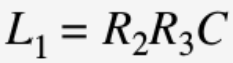 L₁ = R₂R₃C